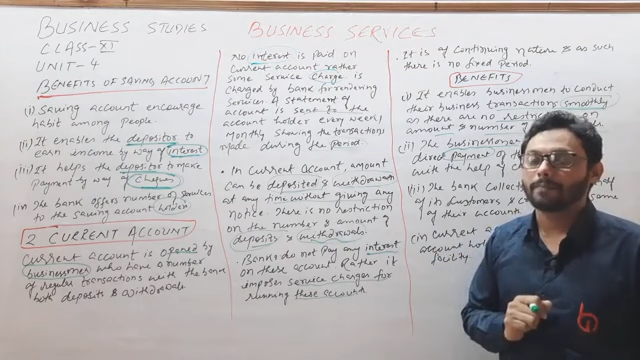 BUSINESS STUDIES
CLASS-XI
UNIT-4
BENEFITS OF SAVING ACCOUNT
(i) Saving account encourage
habit among people.
(ii) It enables the depositor to
earn income by way of interest
(iii) It helps the depositor to make
payment by way of cheques
(iv The bank offers number of services
to the saving account holder
2 CURRENT ACCOUNT
Current account is opened by
businessmen who have a number
of regular transactions with the bank
both deposits & withdrawals
BUSINESS SERVICES
No. interest is paid on
current account rather
some service charge is
charged by bank for rendering
services. A statement of
account is sent to the
account holder every week/
monthly showing the transactions
made during the period.
• In current account, amount
can be deposited & withdrawn
at any time without giving any
notice. There is no restriction
on the number & amount of
deposits & withdrawals.
• Banks do not pay any interest
on these account Rather it
imposes service charges for
running these accounts
• It is of continuing nature & as such
there is no fixed period.
BENEFITS
(i) It enables businessmen to conduct
their business transactions smoothly
as there are no restriction on
amount & number of
(ii) The businessmen
direct payment of th
with the help of c
(iii) The bank collec
of its customers & same
of their account
(iv) In current a
account hol
facility.